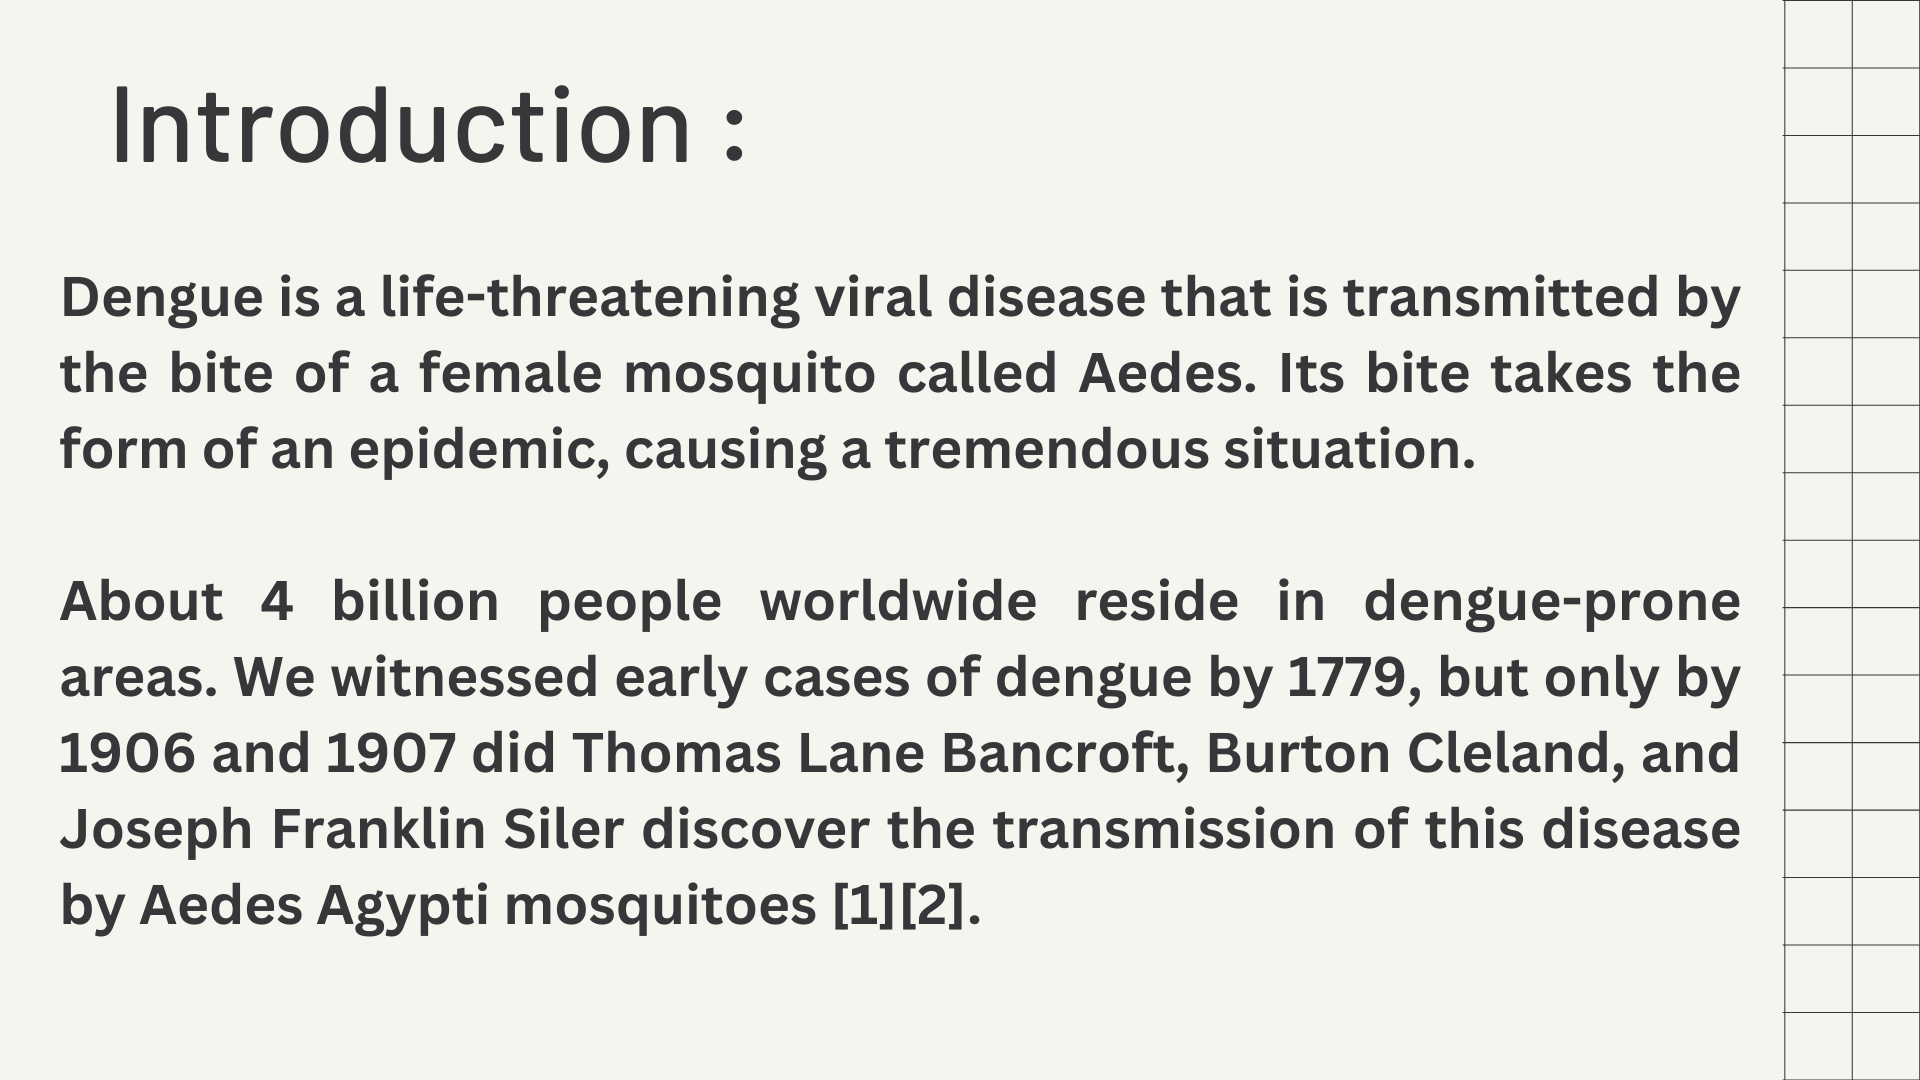 Introduction :
Dengue is a life-threatening viral disease that is transmitted by
the bite of a female mosquito called Aedes. Its bite takes the
form of an epidemic, causing a tremendous situation.
About 4 billion people worldwide reside in dengue-prone
areas. We witnessed early cases of dengue by 1779, but only by
1906 and 1907 did Thomas Lane Bancroft, Burton Cleland, and
Joseph Franklin Siler discover the transmission of this disease
by Aedes Agypti mosquitoes [1][2].